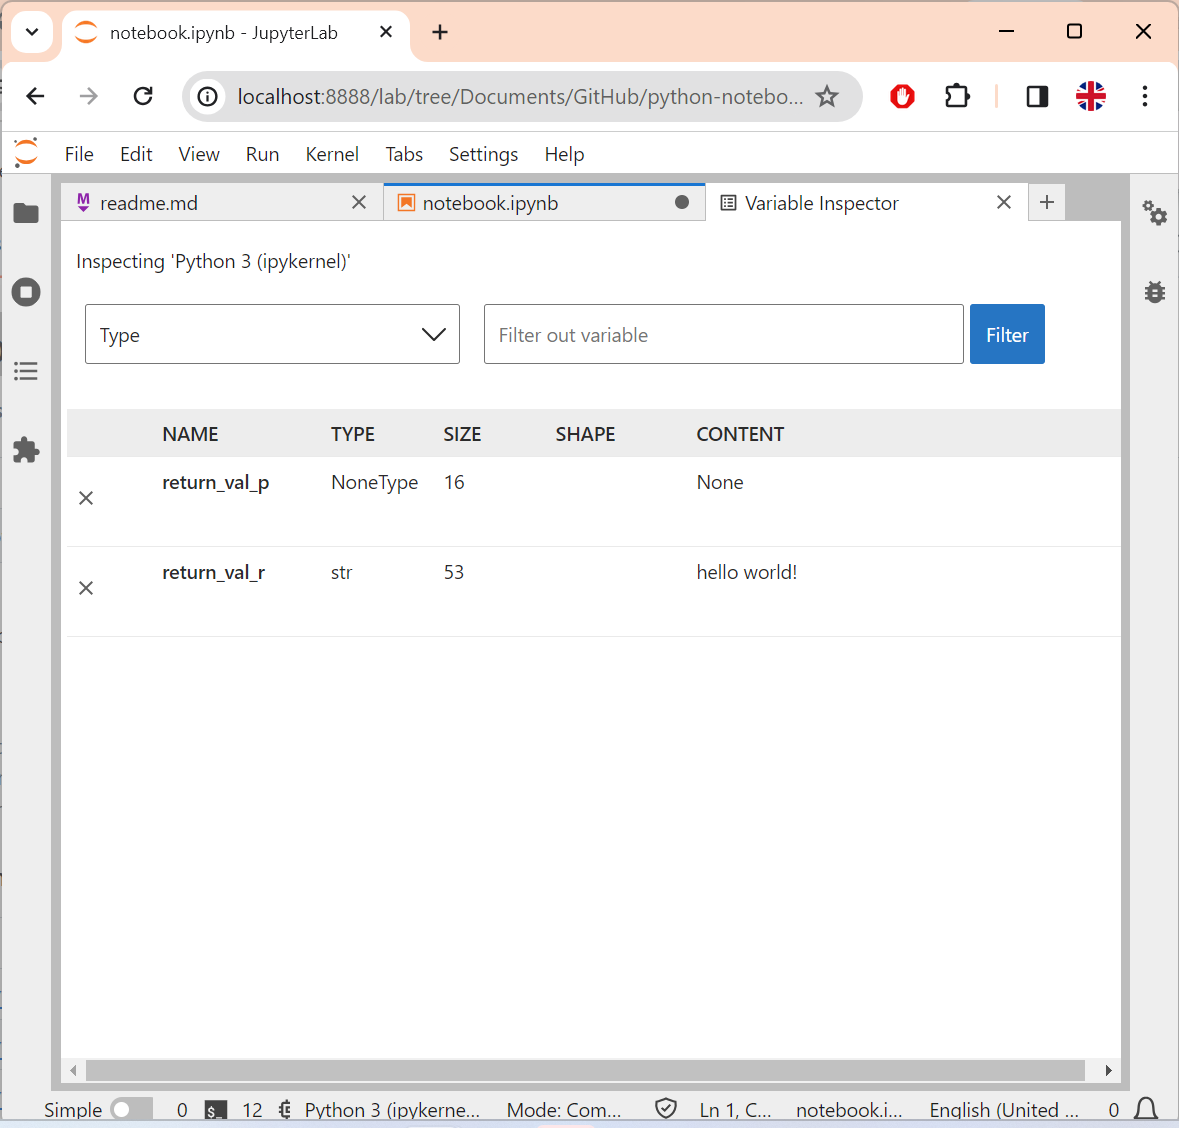 notebook.ipynb - JupyterLab
localhost:8888/lab/tree/Documents/GitHub/python-notebo...
File Edit View Run Kernel Tabs Settings Help
M readme.md notebook.ipynb Variable Inspector
Inspecting 'Python 3 (ipykernel)'
Type Filter out variable Filter
NAME TYPE SIZE SHAPE CONTENT
return_val_p NoneType 16 None
return_val_r str 53 hello world!
Simple 0 $_ 12 Python 3 (ipykerne... Mode: Com... Ln 1, C... notebook.i... English (United ... 0